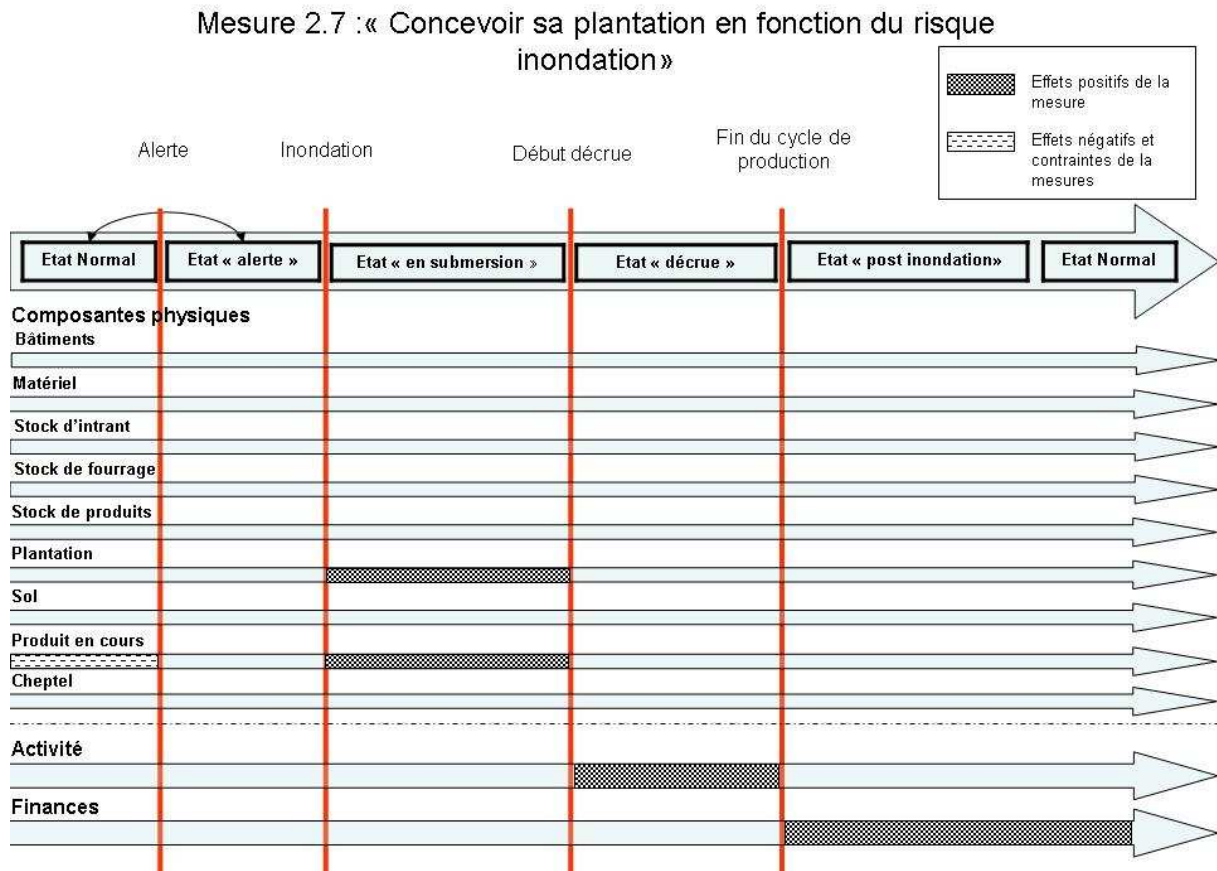 Mesure 2.7 :« Concevoir sa plantation en fonction du risque
inondation»
Effets positifs de la
mesure
Effets négatifs et
contraintes de la
mesures
Alerte
Inondation
Début décrue
Fin du cycle de
production
Etat Normal
Etat « alerte »
Etat « en submersion »
Etat « décrue »
Etat « post inondation»
Etat Normal
Composantes physiques
Bâtiments
Matériel
Stock d'intrant
Stock de fourrage
Stock de produits
Plantation
Sol
Produit en cours
Cheptel
Activité
Finances